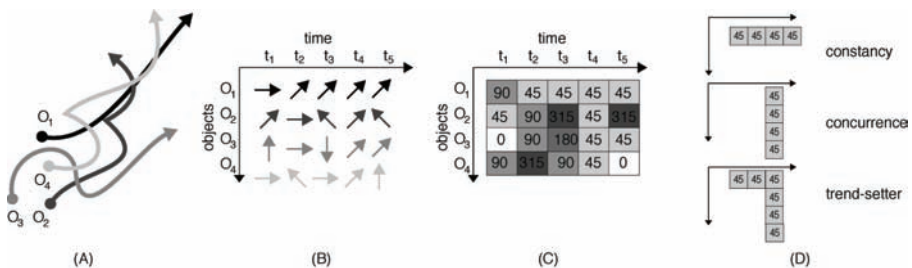 O1
O4
O3 O2
(A)
time
t1 t2 t3 t4 t5
objects
O1
O2
O3
O4
(B)
time
t1 t2 t3 t4 t5
objects
O1 90 45 45 45 45
O2 45 90 315 45 315
O3 0 90 180 45 45
O4 90 315 90 45 0
(C)
45 45 45 45
constancy
45
45
45
45
concurrence
45 45 45 45
45
45
45
trend-setter
(D)